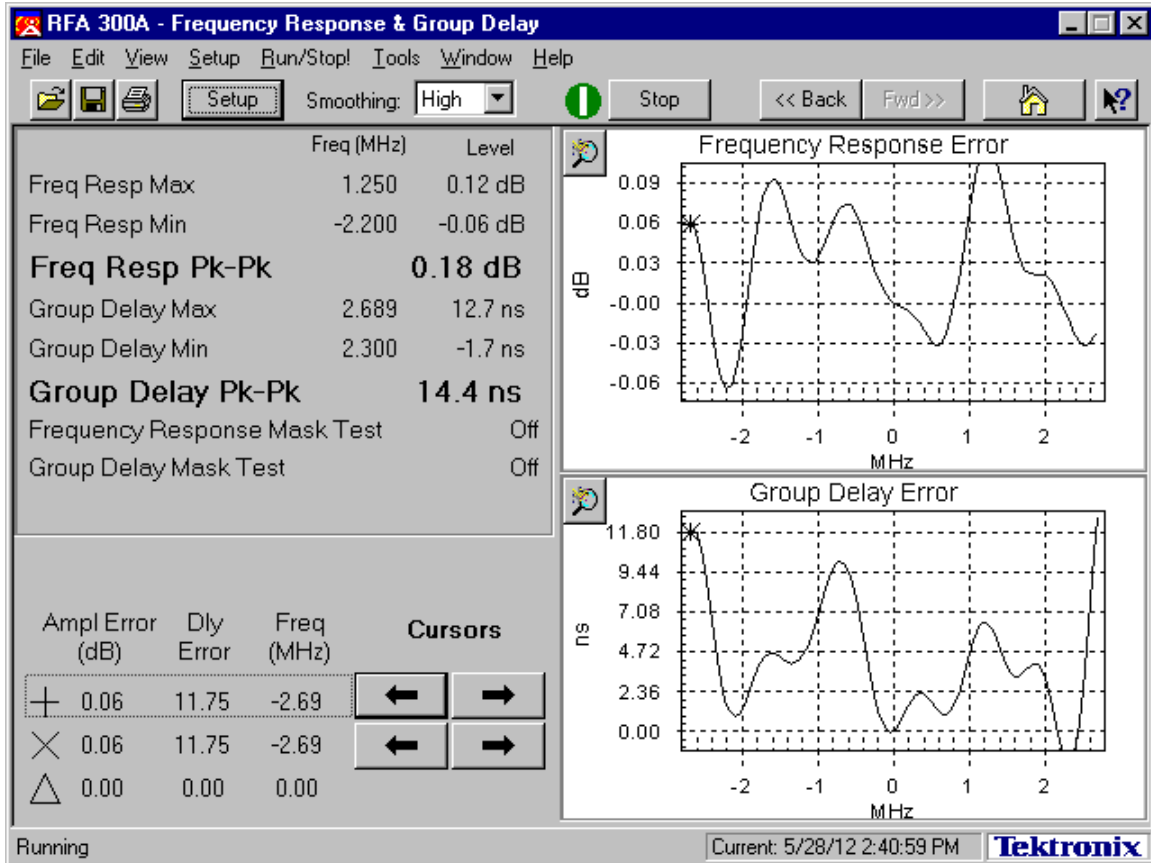 RFA 300A - Frequency Response & Group Delay
File Edit View Setup Run/Stop! Tools Window Help
Setup Smoothing: High Stop << Back Fwd >>
Freq (MHz) Level
Freq Resp Max 1.250 0.12 dB
Freq Resp Min -2.200 -0.06 dB
Freq Resp Pk-Pk 0.18 dB
Group Delay Max 2.689 12.7 ns
Group Delay Min 2.300 -1.7 ns
Group Delay Pk-Pk 14.4 ns
Frequency Response Mask Test Off
Group Delay Mask Test Off
Ampl Error (dB) Dly Error Freq (MHz) Cursors
0.06 11.75 -2.69
0.06 11.75 -2.69
0.00 0.00 0.00
Frequency Response Error
0.09
0.06
0.03
-0.00
-0.03
-0.06
dB
-2 -1 0 1 2
MHz
Group Delay Error
11.80
9.44
7.08
4.72
2.36
0.00
ns
-2 -1 0 1 2
MHz
Running Current: 5/28/12 2:40:59 PM Tektronix